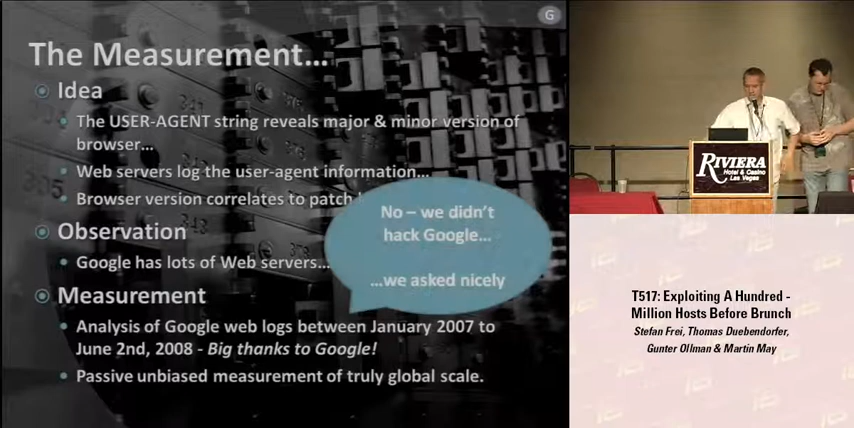 G
The Measurement...
Idea
The USER-AGENT string reveals major & minor version of
browser...
Web servers log the user-agent information...
Browser version correlates to patch
No – we didn't
hack Google...
...we asked nicely
Observation
Google has lots of Web servers...
Measurement
Analysis of Google web logs between January 2007 to
June 2nd, 2008 - Big thanks to Google!
Passive unbiased measurement of truly global scale.
RIVIERA
Hotel & Casino
Las Vegas
T517: Exploiting A Hundred -
Million Hosts Before Brunch
Stefan Frei, Thomas Duebendorfer,
Gunter Ollman & Martin May